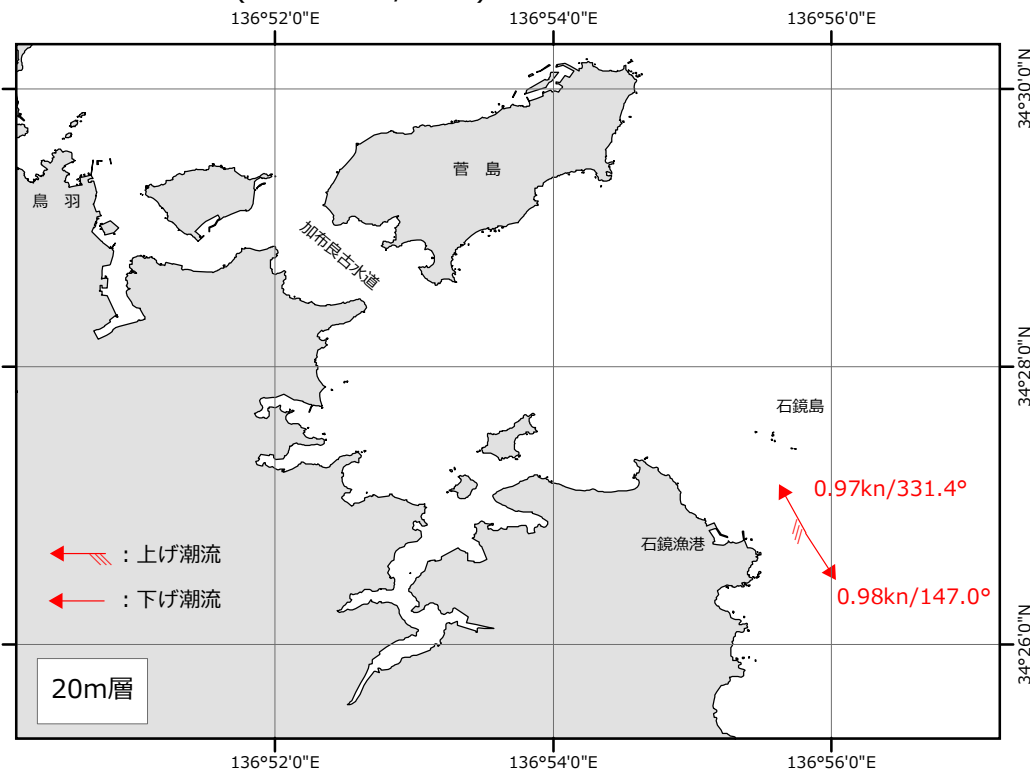 136°52'0"E
136°54'0"E
136°56'0"E
34°30'0"N
菅 島
鳥 羽
加布良古水道
34°28'0"N
石鏡島
0.97kn/331.4°
石鏡漁港
：上げ潮流
0.98kn/147.0°
：下げ潮流
34°26'0"N
20m層
136°52'0"E
136°54'0"E
136°56'0"E